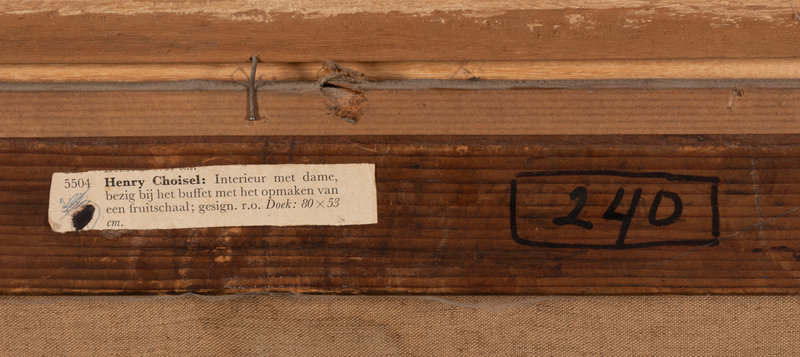 5504 Henry Choisel: Interieur met dame,
bezig bij het buffet met het opmaken van
een fruitschaal; gesign. r.o. Doek: 80 × 53
cm.
240